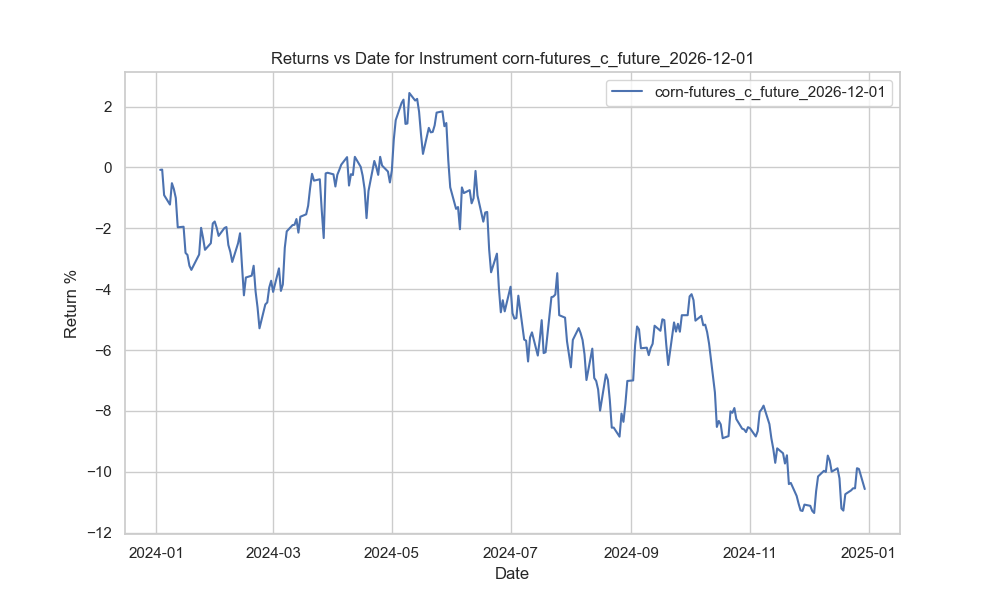 Returns vs Date for Instrument corn-futures_c_future_2026-12-01
corn-futures_c_future_2026-12-01
2
0
−2
−4
−6
−8
−10
−12
Return %
2024-01 2024-03 2024-05 2024-07 2024-09 2024-11 2025-01
Date